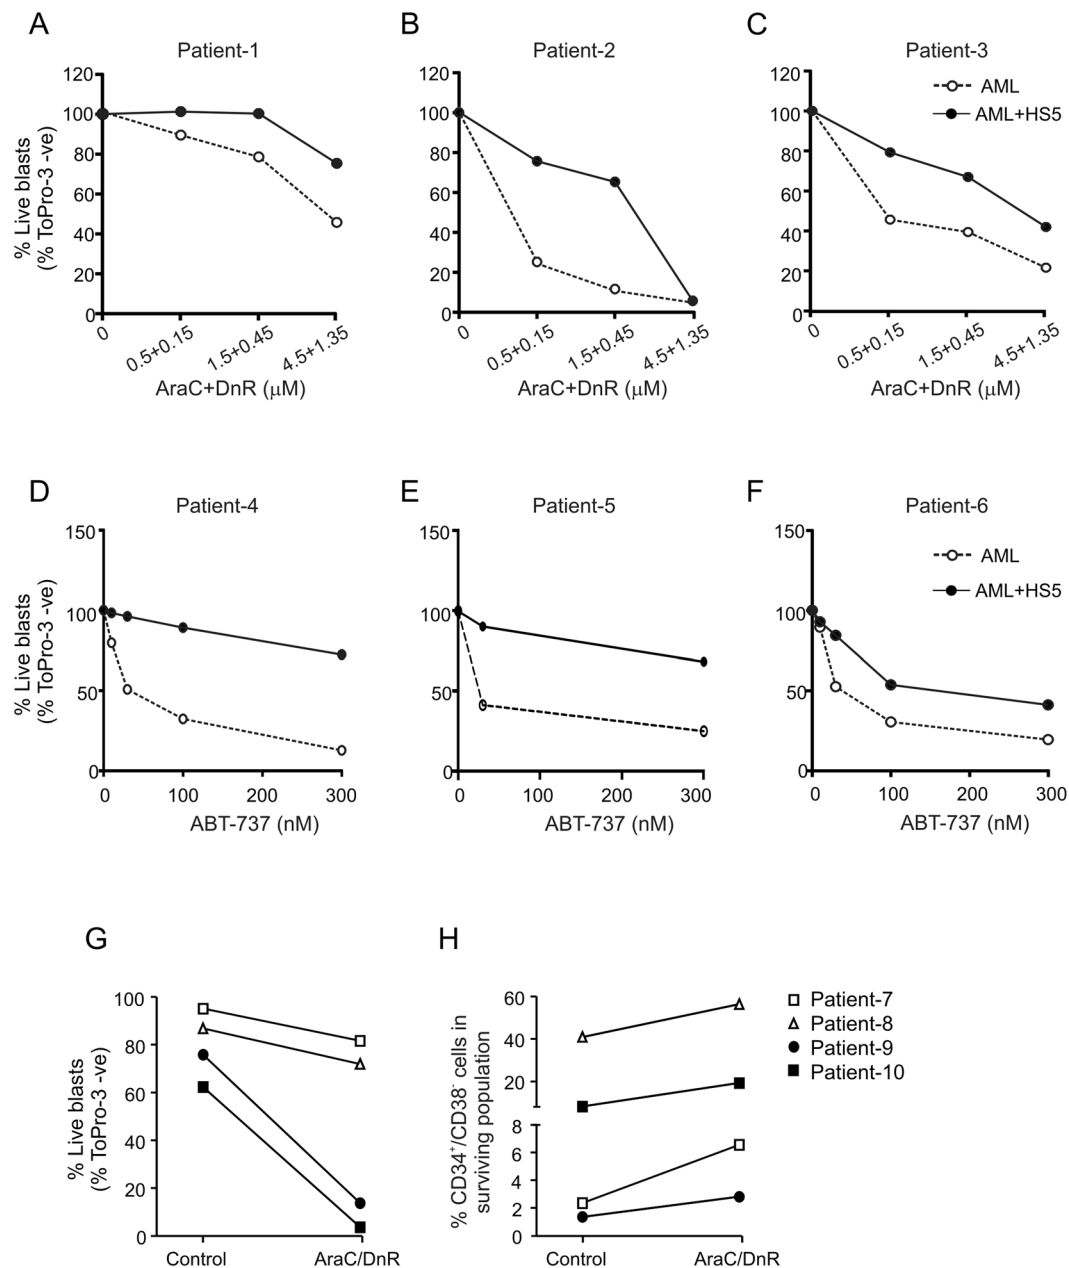 A
Patient-1
% Live blasts
(% ToPro-3 -ve)
120
100
80
60
40
20
0
0
0.5+0.15
1.5+0.45
4.5+1.35
AraC+DnR (μM)
B
Patient-2
120
100
80
60
40
20
0
0
0.5+0.15
1.5+0.45
4.5+1.35
AraC+DnR (μM)
C
Patient-3
AML
AML+HS5
120
100
80
60
40
20
0
0
0.5+0.15
1.5+0.45
4.5+1.35
AraC+DnR (μM)
D
Patient-4
% Live blasts
(% ToPro-3 -ve)
150
100
50
0
0 100 200 300
ABT-737 (nM)
E
Patient-5
150
100
50
0
0 100 200 300
ABT-737 (nM)
F
Patient-6
AML
AML+HS5
150
100
50
0
0 100 200 300
ABT-737 (nM)
G
% Live blasts
(% ToPro-3 -ve)
100
80
60
40
20
0
Control AraC/DnR
H
% CD34+/CD38- cells in
surviving population
60
40
20
8
6
4
2
0
Control AraC/DnR
Patient-7
Patient-8
Patient-9
Patient-10